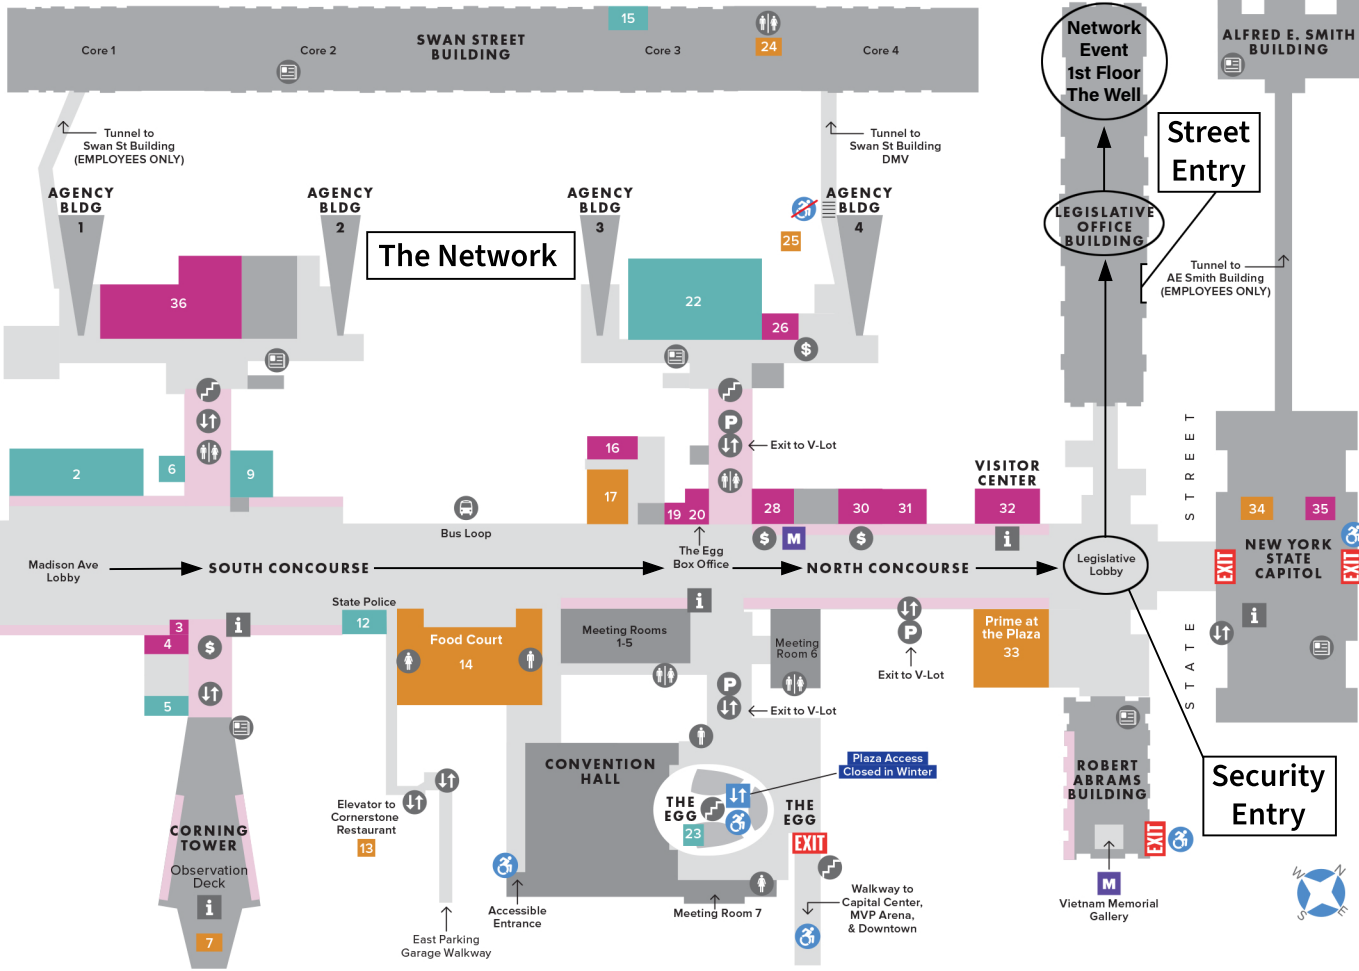 15
24
Core 1
Core 2
SWAN STREET
BUILDING
Core 3
Core 4
Network
Event
1st Floor
The Well
ALFRED E. SMITH
BUILDING
Tunnel to
Swan St Building
(EMPLOYEES ONLY)
Tunnel to
Swan St Building
DMV
Street
Entry
AGENCY
BLDG
1
AGENCY
BLDG
2
The Network
AGENCY
BLDG
3
AGENCY
BLDG
4
25
LEGISLATIVE
OFFICE
BUILDING
Tunnel to
AE Smith Building
(EMPLOYEES ONLY)
36
22
26
$
P
Exit to V-Lot
2
6
9
16
17
19
20
28
30
31
VISITOR
CENTER
32
STREET
34
35
Bus Loop
$
M
$
i
The Egg
Box Office
Madison Ave
Lobby
SOUTH CONCOURSE
NORTH CONCOURSE
Legislative
Lobby
EXIT
NEW YORK
STATE
CAPITOL
EXIT
State Police
12
3
4
i
$
5
Food Court
14
i
Meeting Rooms
1-5
Meeting
Room 6
P
Exit to V-Lot
Prime at
the Plaza
33
STATE
i
P
Exit to V-Lot
CONVENTION
HALL
Plaza Access
Closed in Winter
THE
EGG
23
THE
EGG
EXIT
ROBERT
ABRAMS
BUILDING
Security
Entry
Elevator to
Cornerstone
Restaurant
13
CORNING
TOWER
Observation
Deck
i
7
EXIT
M
Vietnam Memorial
Gallery
Accessible
Entrance
East Parking
Garage Walkway
Meeting Room 7
Walkway to
Capital Center,
MVP Arena,
& Downtown
W
N
S
E